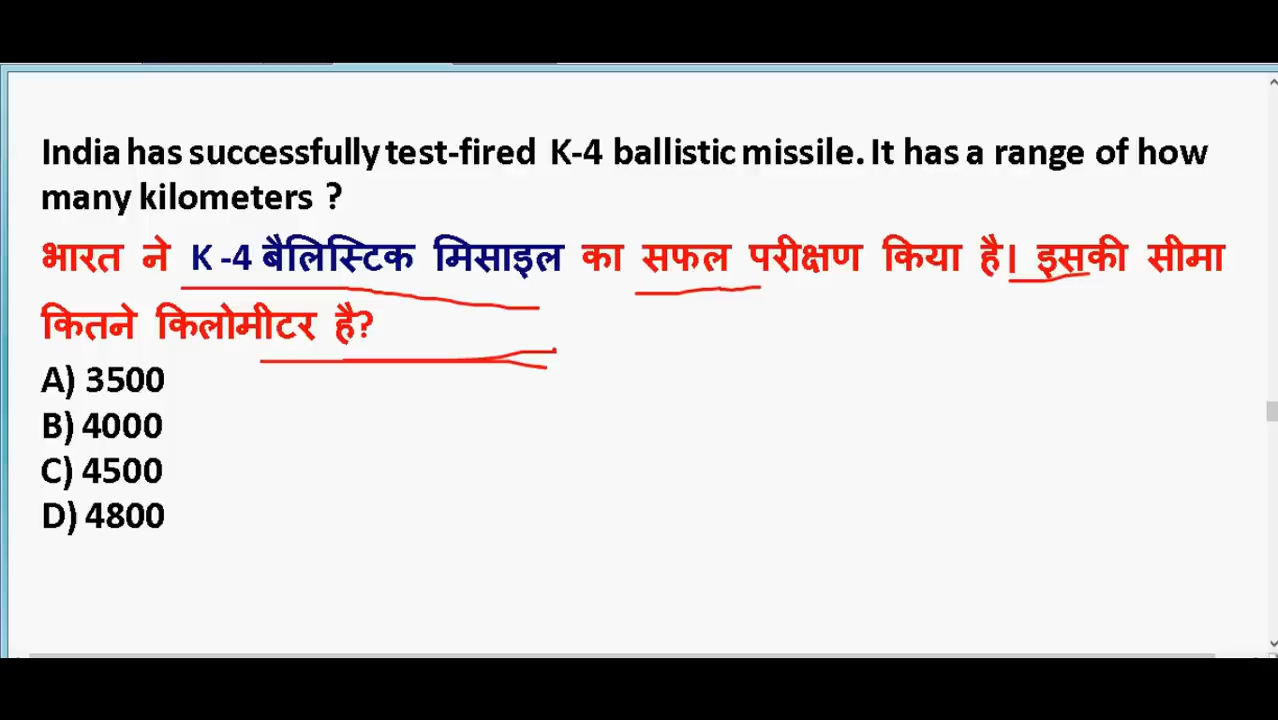 India has successfully test-fired K-4 ballistic missile. It has a range of how
many kilometers ?
भारत ने K -4 बैलिस्टिक मिसाइल का सफल परीक्षण किया है। इसकी सीमा
कितने किलोमीटर है?
A) 3500
B) 4000
C) 4500
D) 4800